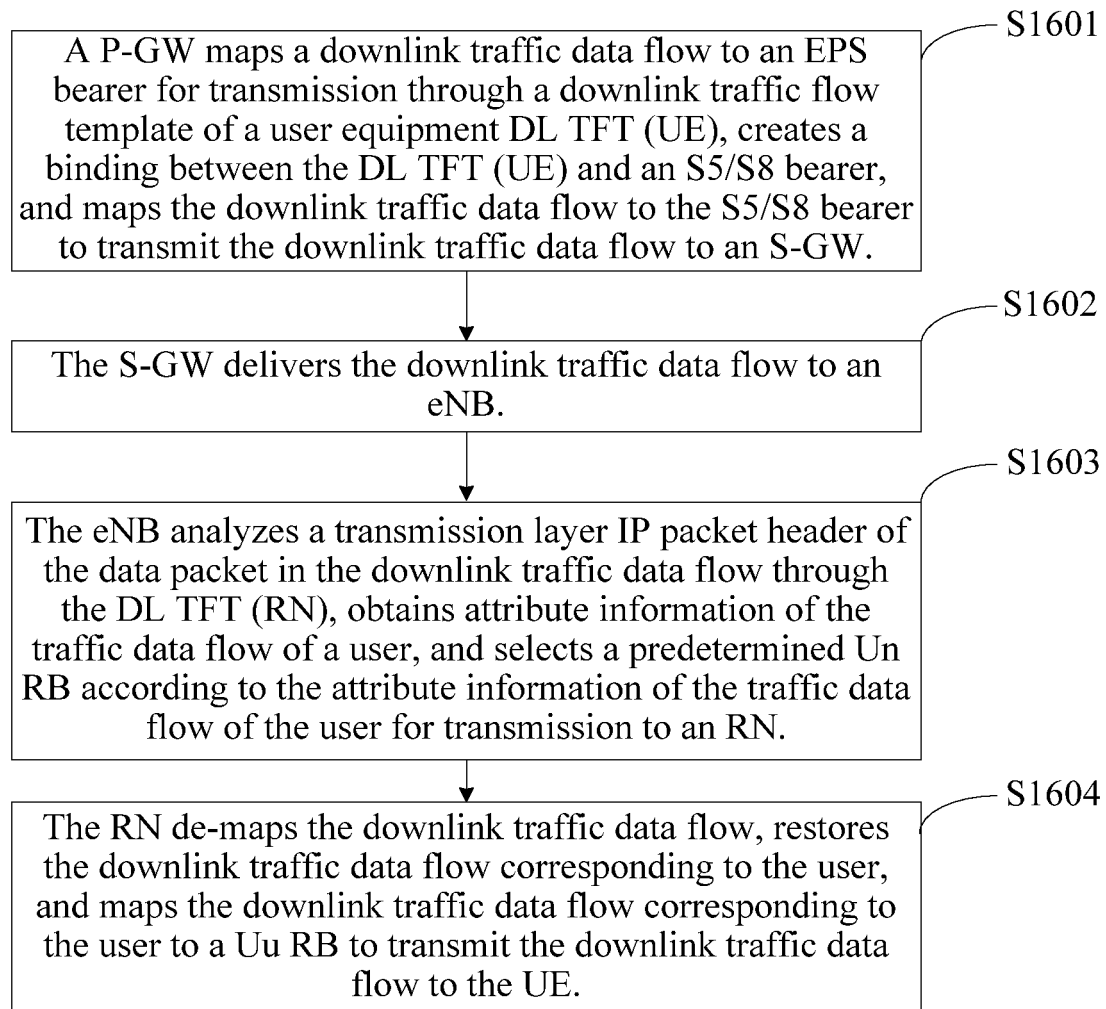 S1601
A P-GW maps a downlink traffic data flow to an EPS
bearer for transmission through a downlink traffic flow
template of a user equipment DL TFT (UE), creates a
binding between the DL TFT (UE) and an S5/S8 bearer,
and maps the downlink traffic data flow to the S5/S8 bearer
to transmit the downlink traffic data flow to an S-GW.
S1602
The S-GW delivers the downlink traffic data flow to an
eNB.
S1603
The eNB analyzes a transmission layer IP packet header of
the data packet in the downlink traffic data flow through
the DL TFT (RN), obtains attribute information of the
traffic data flow of a user, and selects a predetermined Un
RB according to the attribute information of the traffic data
flow of the user for transmission to an RN.
S1604
The RN de-maps the downlink traffic data flow, restores
the downlink traffic data flow corresponding to the user,
and maps the downlink traffic data flow corresponding to
the user to a Uu RB to transmit the downlink traffic data
flow to the UE.